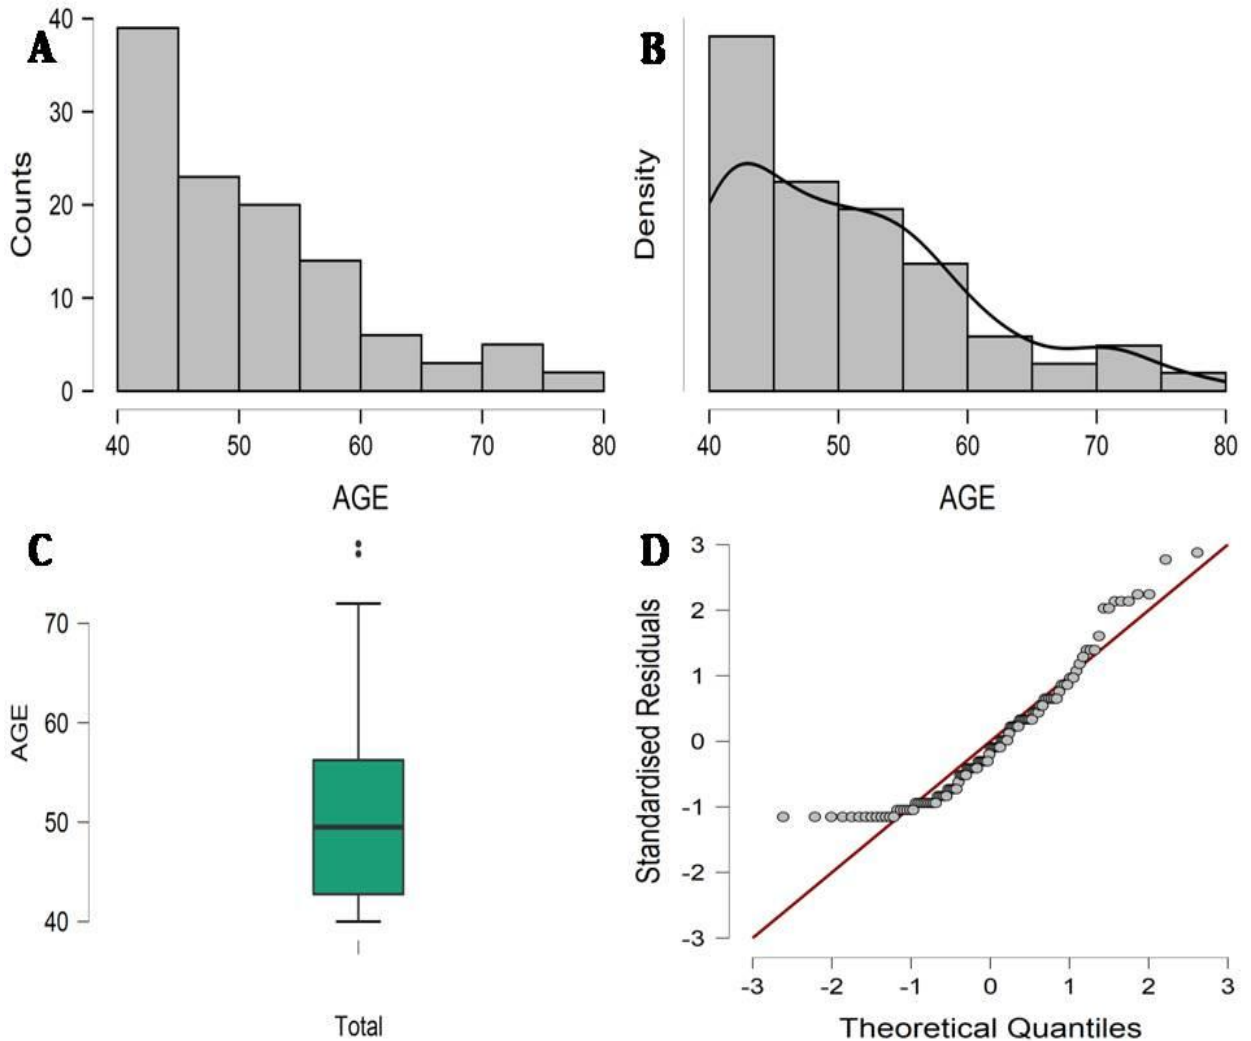 A
Counts
40
30
20
10
0
40 50 60 70 80
AGE
B
Density
40 50 60 70 80
AGE
C
AGE
70
60
50
40
Total
D
Standardised Residuals
3
2
1
0
-1
-2
-3
-3 -2 -1 0 1 2 3
Theoretical Quantiles